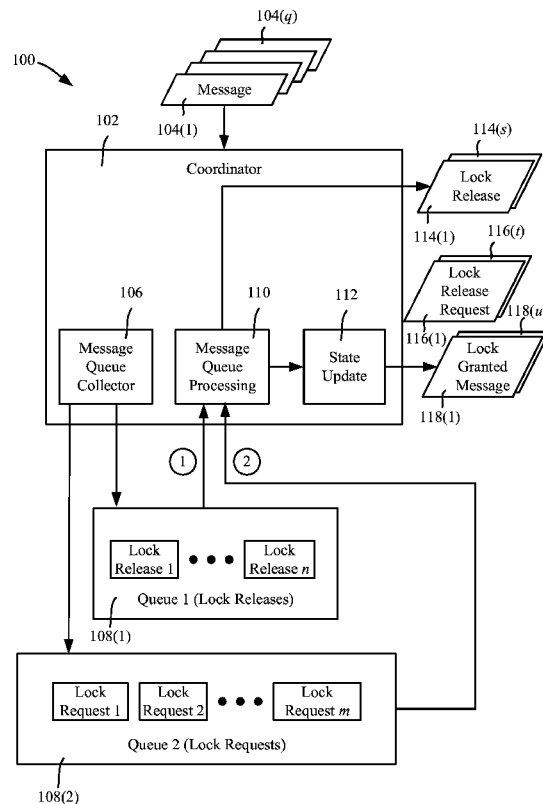 104(q)
100
Message
104(1)
102
Coordinator
114(s)
Lock
Release
114(1)
116(t)
Lock
Release
Request
116(1)
106
110
112
118(u
Message
Queue
Collector
Message
Queue
Processing
State
Update
Lock
Granted
Message
118(1)
1
2
Lock
Release 1
Lock
Release n
Queue 1 (Lock Releases)
108(1)
Lock
Request 1
Lock
Request 2
Lock
Request m
Queue 2 (Lock Requests)
108(2)